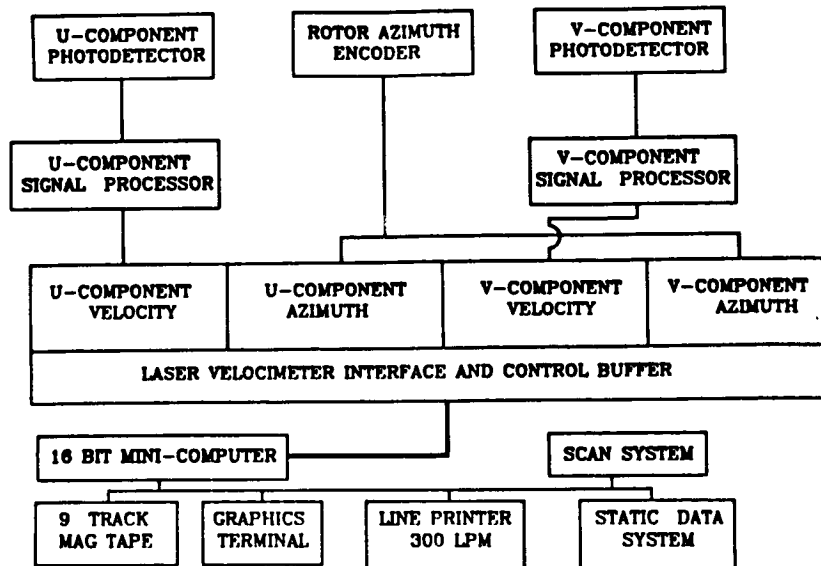 U-COMPONENT
PHOTODETECTOR
ROTOR AZIMUTH
ENCODER
V-COMPONENT
PHOTODETECTOR
U-COMPONENT
SIGNAL PROCESSOR
V-COMPONENT
SIGNAL PROCESSOR
U-COMPONENT
VELOCITY
U-COMPONENT
AZIMUTH
V-COMPONENT
VELOCITY
V-COMPONENT
AZIMUTH
LASER VELOCIMETER INTERFACE AND CONTROL BUFFER
16 BIT MINI-COMPUTER
SCAN SYSTEM
9 TRACK
MAG TAPE
GRAPHICS
TERMINAL
LINE PRINTER
300 LPM
STATIC DATA
SYSTEM